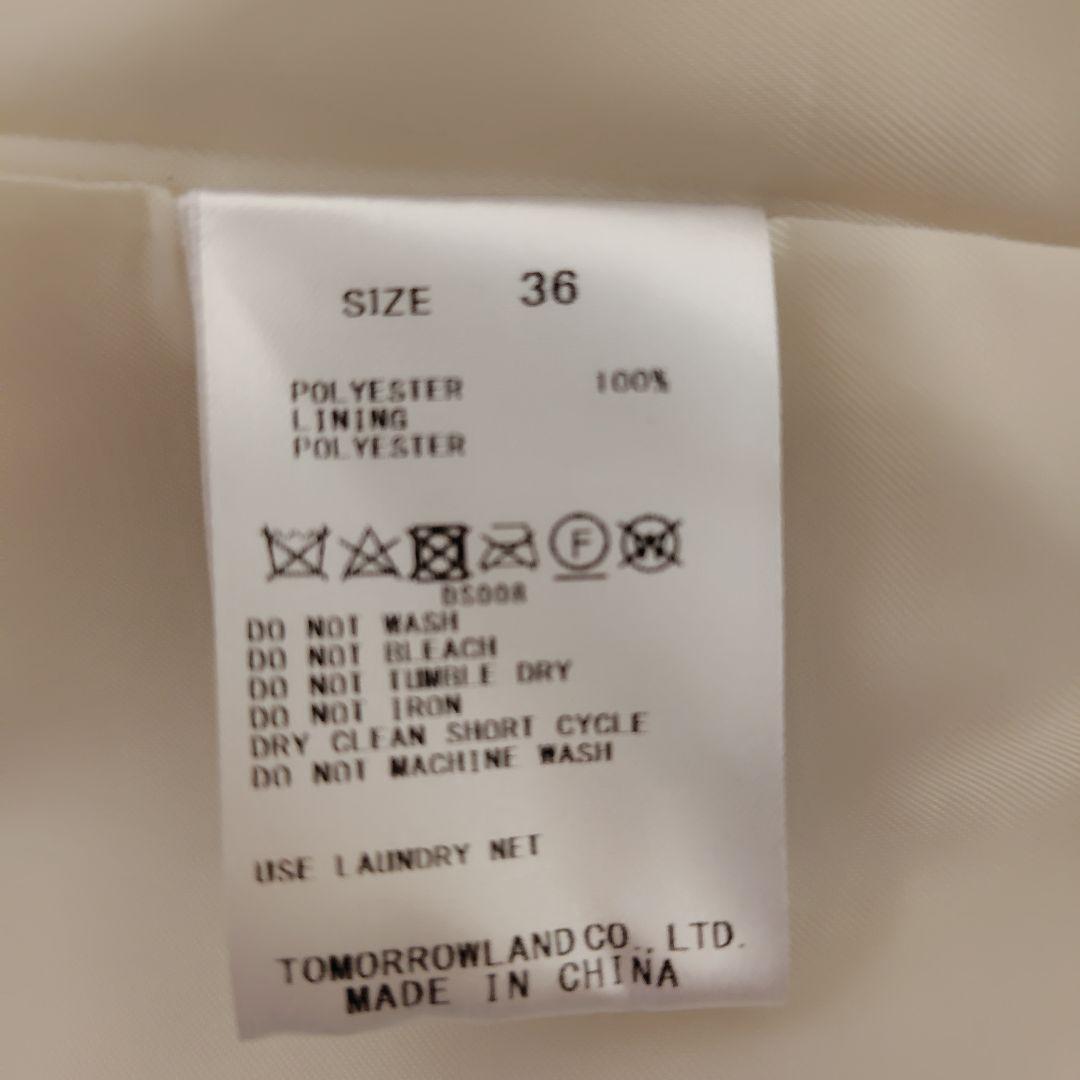 SIZE 36
POLYESTER 100%
LINING
POLYESTER
F W
DS008
DO NOT WASH
DO NOT BLEACH
DO NOT TUMBLE DRY
DO NOT IRON
DRY CLEAN SHORT CYCLE
DO NOT MACHINE WASH
USE LAUNDRY NET
TOMORROWLAND CO., LTD.
MADE IN CHINA